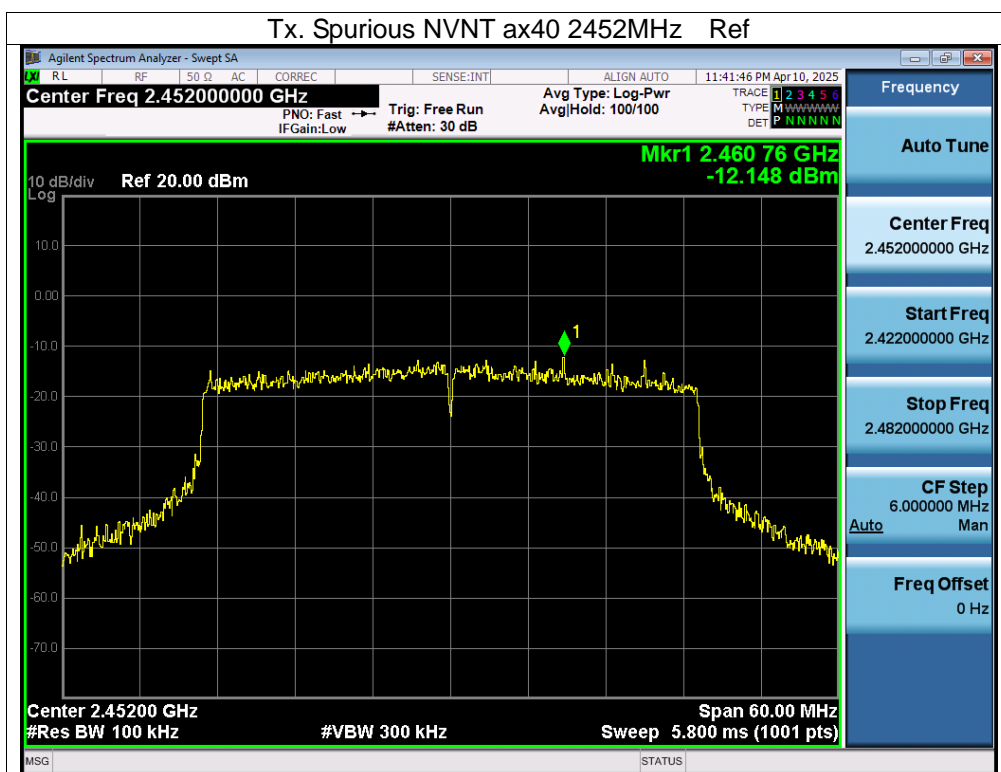 Tx. Spurious NVNT ax40 2452MHz Ref
Agilent Spectrum Analyzer - Swept SA
LXI RL RF 50 Ω AC CORREC SENSE:INT ALIGN AUTO 11:41:46 PM Apr 10, 2025
Center Freq 2.452000000 GHz
PNO: Fast
IFGain:Low
Trig: Free Run
#Atten: 30 dB
Avg Type: Log-Pwr
Avg|Hold: 100/100
TRACE 1 2 3 4 5 6
TYPE M W W W W W
DET P N N N N N
Mkr1 2.460 76 GHz
-12.148 dBm
10 dB/div Ref 20.00 dBm
Log
10.0
0.00
-10.0
-20.0
-30.0
-40.0
-50.0
-60.0
-70.0
1
Center 2.45200 GHz Span 60.00 MHz
#Res BW 100 kHz #VBW 300 kHz Sweep 5.800 ms (1001 pts)
MSG STATUS
Frequency
Auto Tune
Center Freq
2.452000000 GHz
Start Freq
2.422000000 GHz
Stop Freq
2.482000000 GHz
CF Step
6.000000 MHz
Auto Man
Freq Offset
0 Hz